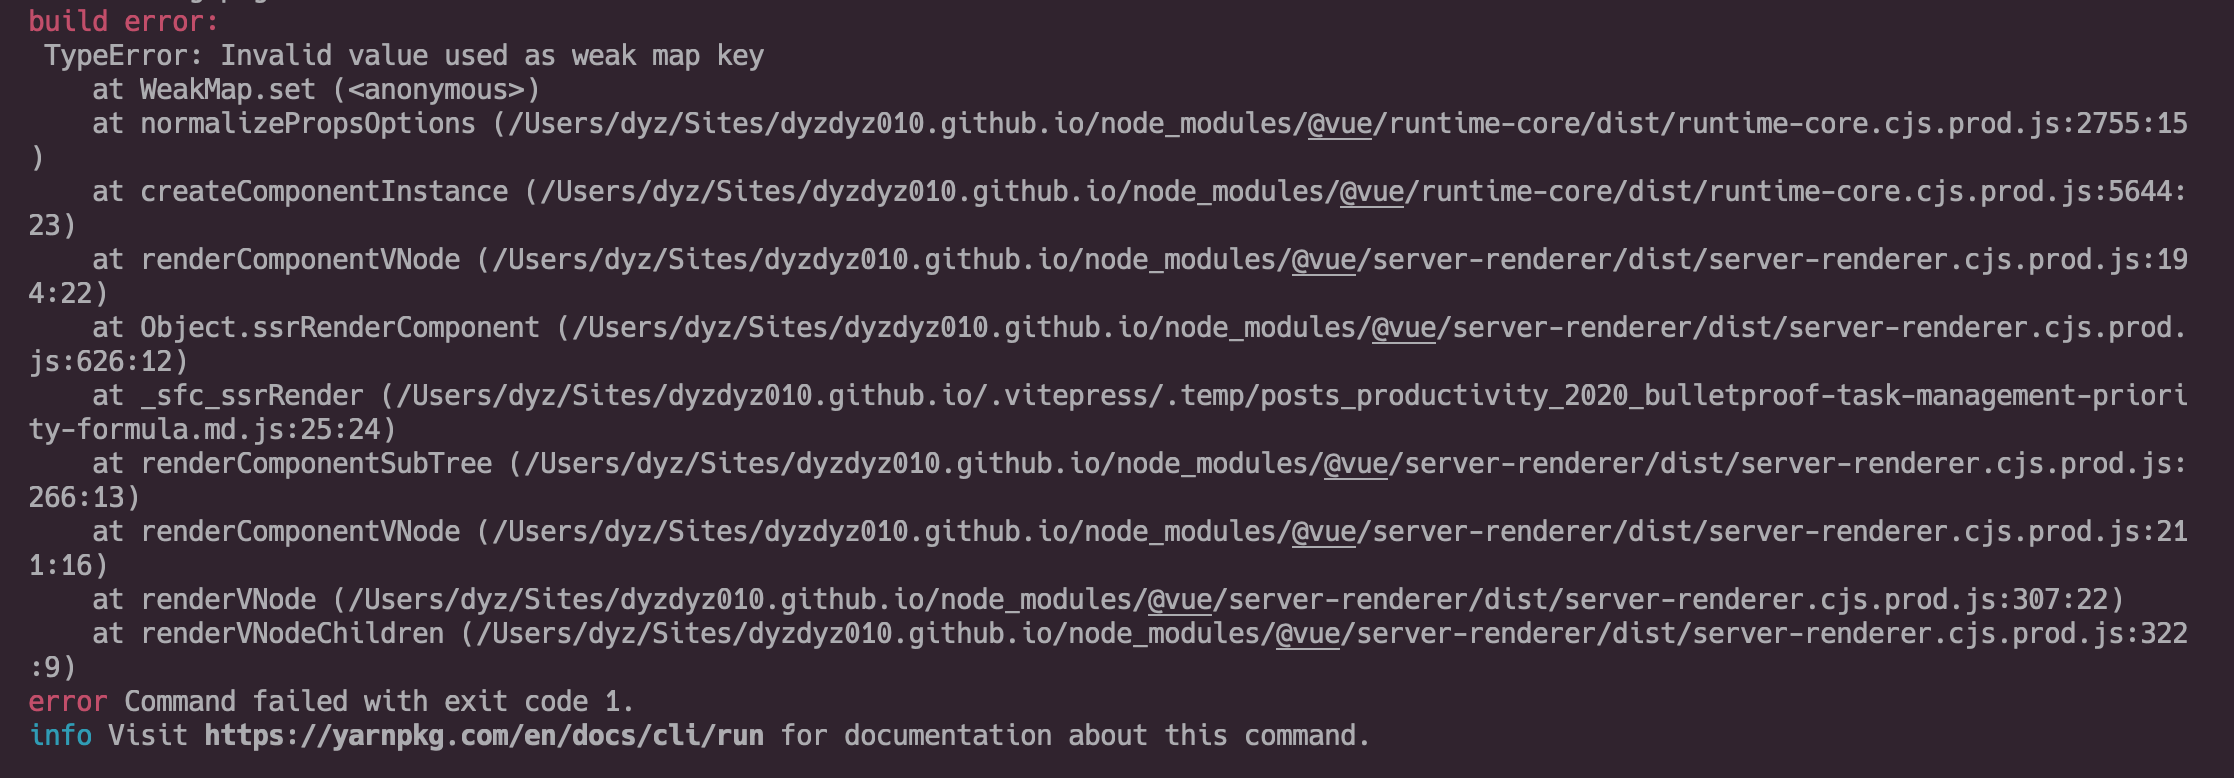 build error:
TypeError: Invalid value used as weak map key
at WeakMap.set (<anonymous>)
at normalizePropsOptions (/Users/dyz/Sites/dyzdyz010.github.io/node_modules/@vue/runtime-core/dist/runtime-core.cjs.prod.js:2755:15
)
at createComponentInstance (/Users/dyz/Sites/dyzdyz010.github.io/node_modules/@vue/runtime-core/dist/runtime-core.cjs.prod.js:5644:
23)
at renderComponentVNode (/Users/dyz/Sites/dyzdyz010.github.io/node_modules/@vue/server-renderer/dist/server-renderer.cjs.prod.js:19
4:22)
at Object.ssrRenderComponent (/Users/dyz/Sites/dyzdyz010.github.io/node_modules/@vue/server-renderer/dist/server-renderer.cjs.prod.
js:626:12)
at _sfc_ssrRender (/Users/dyz/Sites/dyzdyz010.github.io/.vitepress/.temp/posts_productivity_2020_bulletproof-task-management-priori
ty-formula.md.js:25:24)
at renderComponentSubTree (/Users/dyz/Sites/dyzdyz010.github.io/node_modules/@vue/server-renderer/dist/server-renderer.cjs.prod.js:
266:13)
at renderComponentVNode (/Users/dyz/Sites/dyzdyz010.github.io/node_modules/@vue/server-renderer/dist/server-renderer.cjs.prod.js:21
1:16)
at renderVNode (/Users/dyz/Sites/dyzdyz010.github.io/node_modules/@vue/server-renderer/dist/server-renderer.cjs.prod.js:307:22)
at renderVNodeChildren (/Users/dyz/Sites/dyzdyz010.github.io/node_modules/@vue/server-renderer/dist/server-renderer.cjs.prod.js:322
:9)
error Command failed with exit code 1.
info Visit https://yarnpkg.com/en/docs/cli/run for documentation about this command.